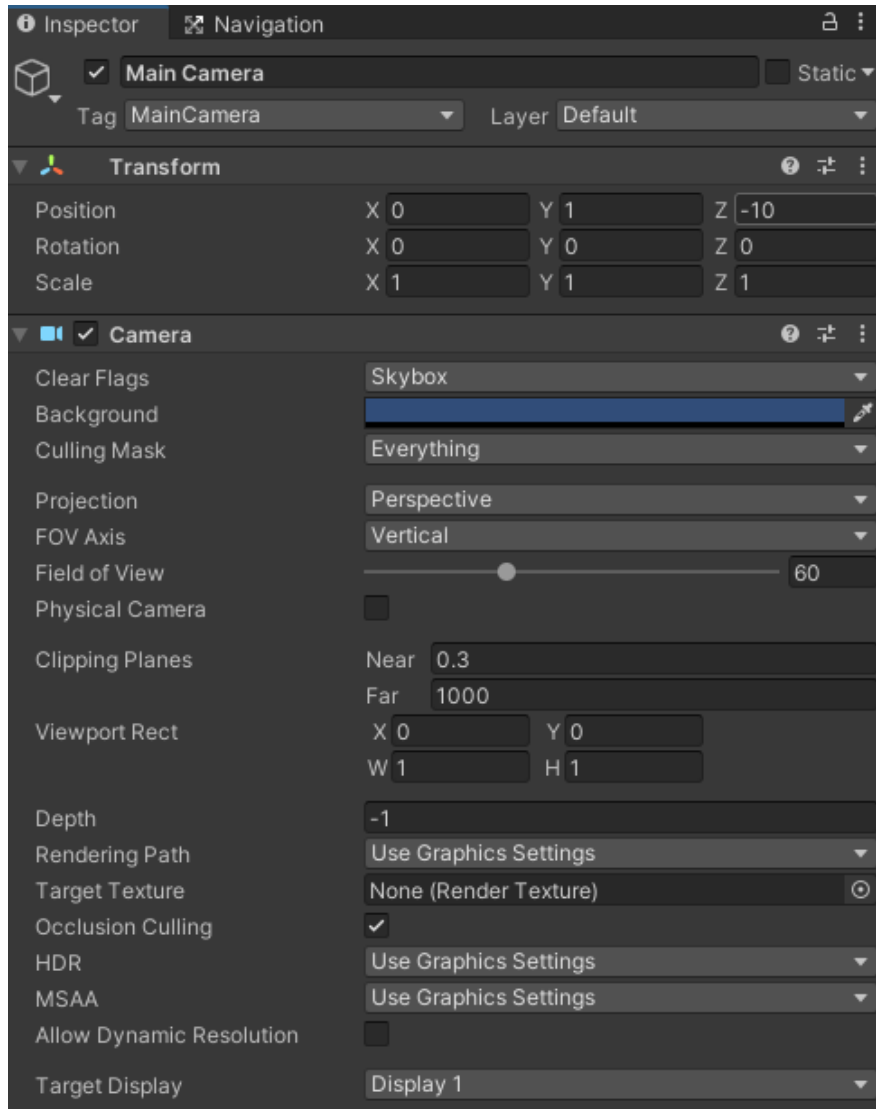 Inspector Navigation
Main Camera Static
Tag MainCamera Layer Default
Transform
Position X 0 Y 1 Z -10
Rotation X 0 Y 0 Z 0
Scale X 1 Y 1 Z 1
Camera
Clear Flags Skybox
Background
Culling Mask Everything
Projection Perspective
FOV Axis Vertical
Field of View 60
Physical Camera
Clipping Planes Near 0.3
Far 1000
Viewport Rect X 0 Y 0
W 1 H 1
Depth -1
Rendering Path Use Graphics Settings
Target Texture None (Render Texture)
Occlusion Culling
HDR Use Graphics Settings
MSAA Use Graphics Settings
Allow Dynamic Resolution
Target Display Display 1